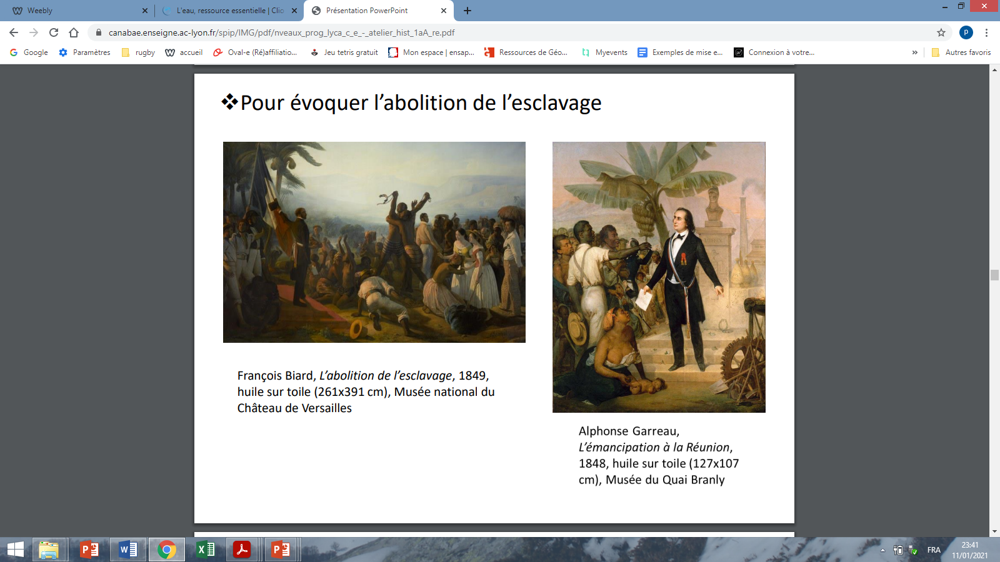 Weebly
L'eau, ressource essentielle | Clio
Présentation PowerPoint
canabae.enseigne.ac-lyon.fr/spip/IMG/pdf/nveaux_prog_lyca_c_e_-_atelier_hist_1aA_re.pdf
p
Google
Paramètres
rugby
accueil
Oval-e (Ré)affiliatio...
Jeu tetris gratuit
Mon espace | ensap...
Ressources de Géo...
Myevents
Exemples de mise e...
Connexion à votre...
»
Autres favoris
❖Pour évoquer l’abolition de l’esclavage
François Biard, L’abolition de l’esclavage, 1849,
huile sur toile (261x391 cm), Musée national du
Château de Versailles
Alphonse Garreau,
L’émancipation à la Réunion,
1848, huile sur toile (127x107
cm), Musée du Quai Branly
FRA
23:41
11/01/2021